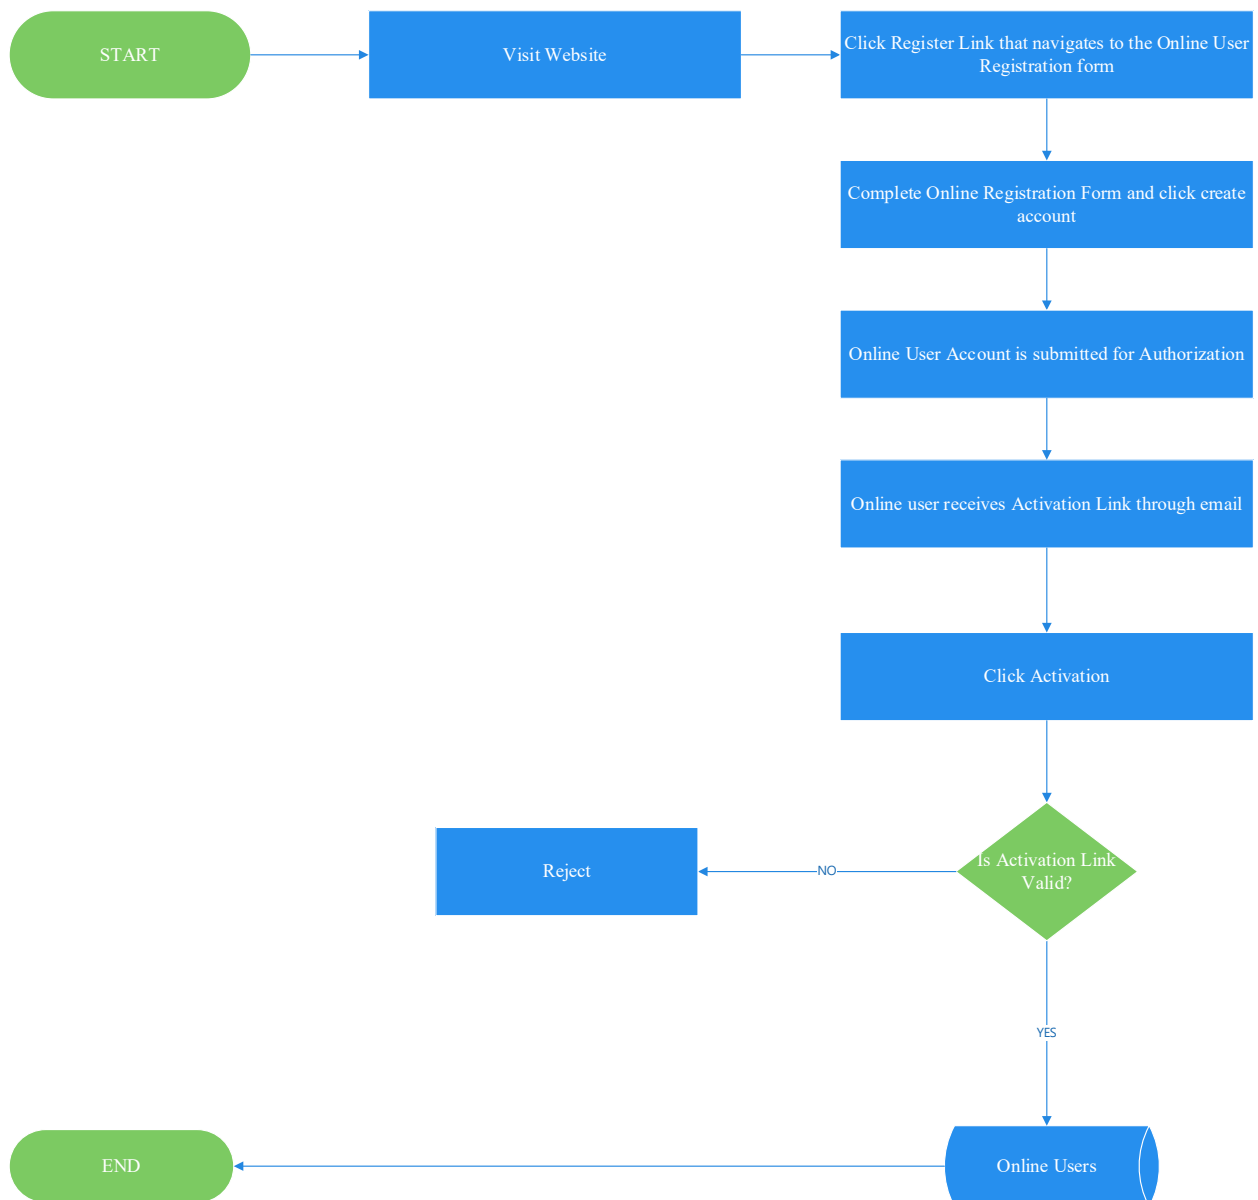 START
Visit Website
Click Register Link that navigates to the Online User
Registration form
Complete Online Registration Form and click create
account
Online User Account is submitted for Authorization
Online user receives Activation Link through email
Click Activation
Is Activation Link
Valid?
NO
Reject
YES
Online Users
END